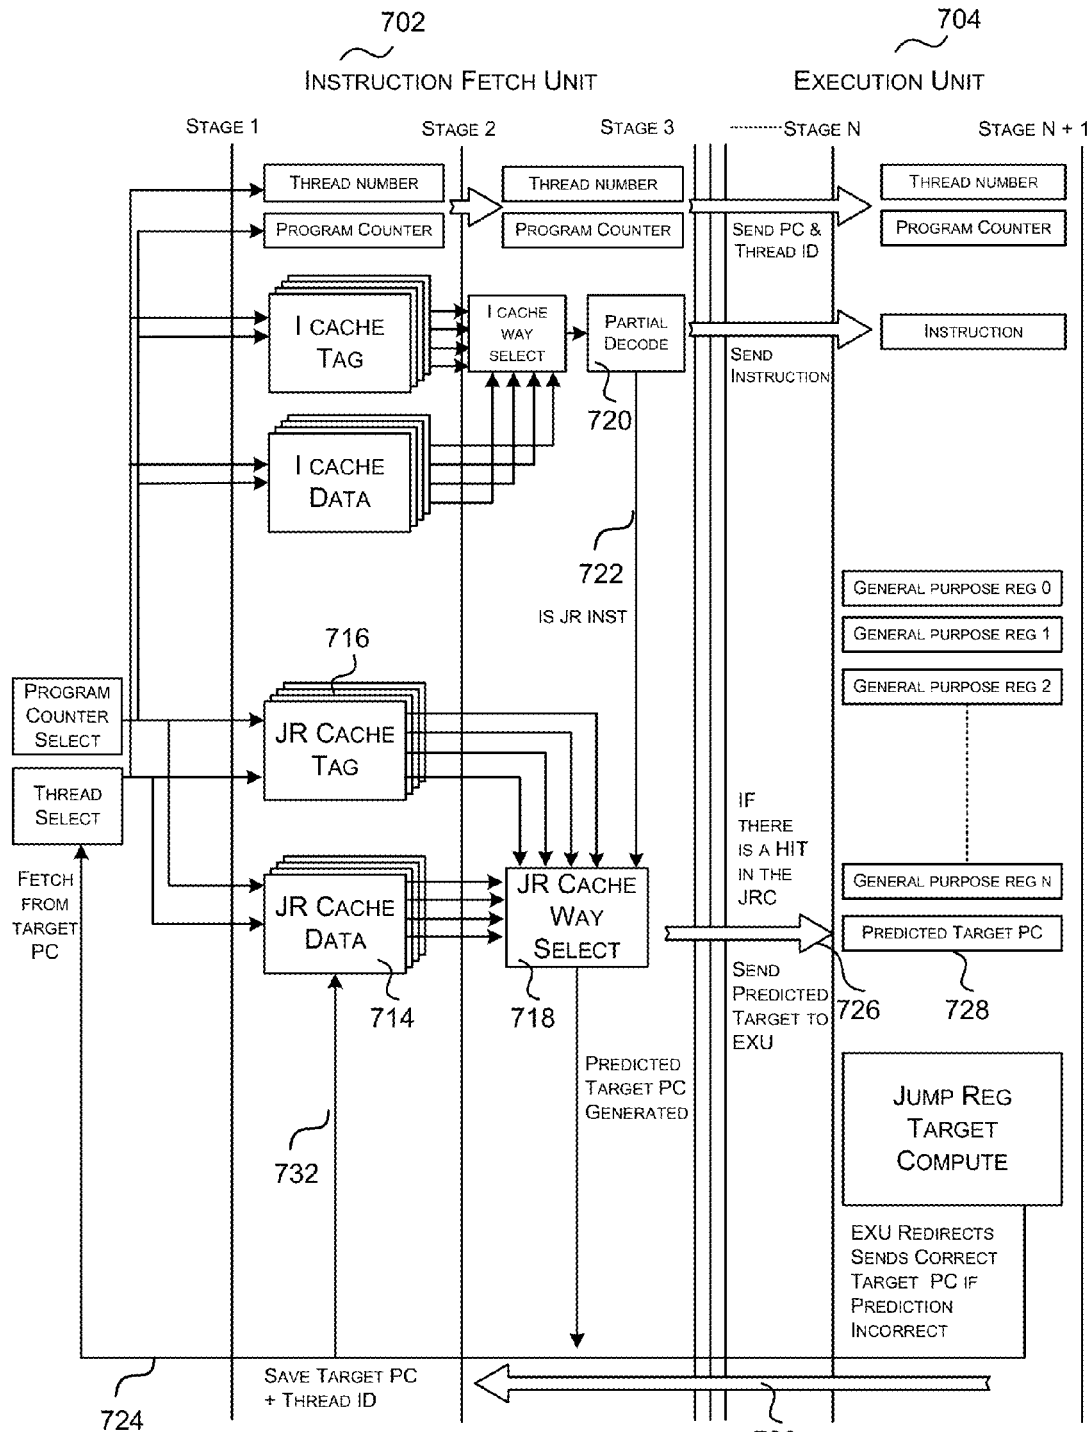 702
704
INSTRUCTION FETCH UNIT
EXECUTION UNIT
STAGE 1
STAGE 2
STAGE 3
STAGE N
STAGE N + 1
THREAD NUMBER
THREAD NUMBER
THREAD NUMBER
PROGRAM COUNTER
PROGRAM COUNTER
SEND PC &
THREAD ID
PROGRAM COUNTER
I CACHE
TAG
I CACHE
WAY
SELECT
PARTIAL
DECODE
SEND
INSTRUCTION
INSTRUCTION
720
I CACHE
DATA
722
IS JR INST
GENERAL PURPOSE REG 0
GENERAL PURPOSE REG 1
GENERAL PURPOSE REG 2
716
PROGRAM
COUNTER
SELECT
JR CACHE
TAG
THREAD
SELECT
IF
THERE
IS A HIT
IN THE
JRC
FETCH
FROM
TARGET
PC
JR CACHE
DATA
JR CACHE
WAY
SELECT
GENERAL PURPOSE REG N
PREDICTED TARGET PC
714
718
SEND
PREDICTED
TARGET TO
EXU
726
728
PREDICTED
TARGET PC
GENERATED
732
JUMP REG
TARGET
COMPUTE
EXU REDIRECTS
SENDS CORRECT
TARGET PC IF
PREDICTION
INCORRECT
724
SAVE TARGET PC
+ THREAD ID